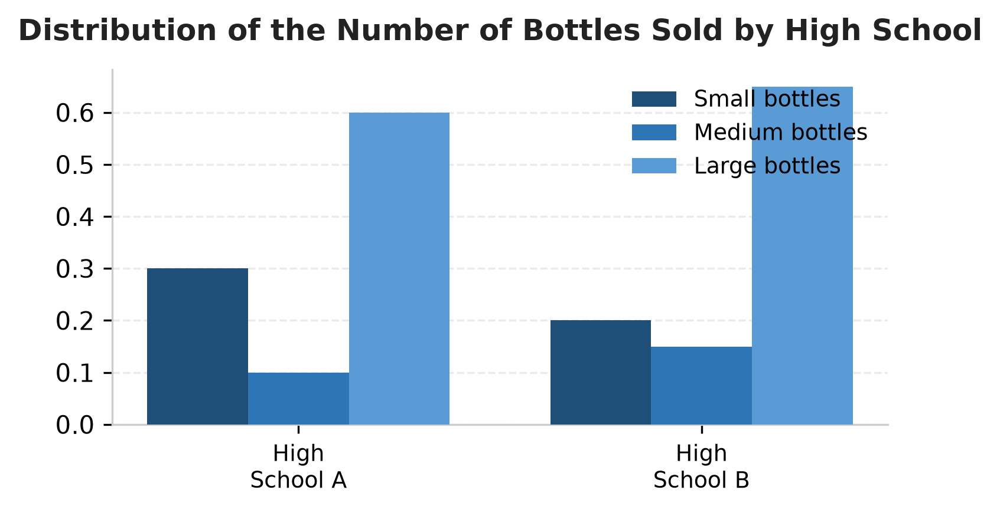 Distribution of the Number of Bottles Sold by High School
Small bottles
Medium bottles
Large bottles
0.6
0.5
0.4
0.3
0.2
0.1
0.0
High
School A
High
School B